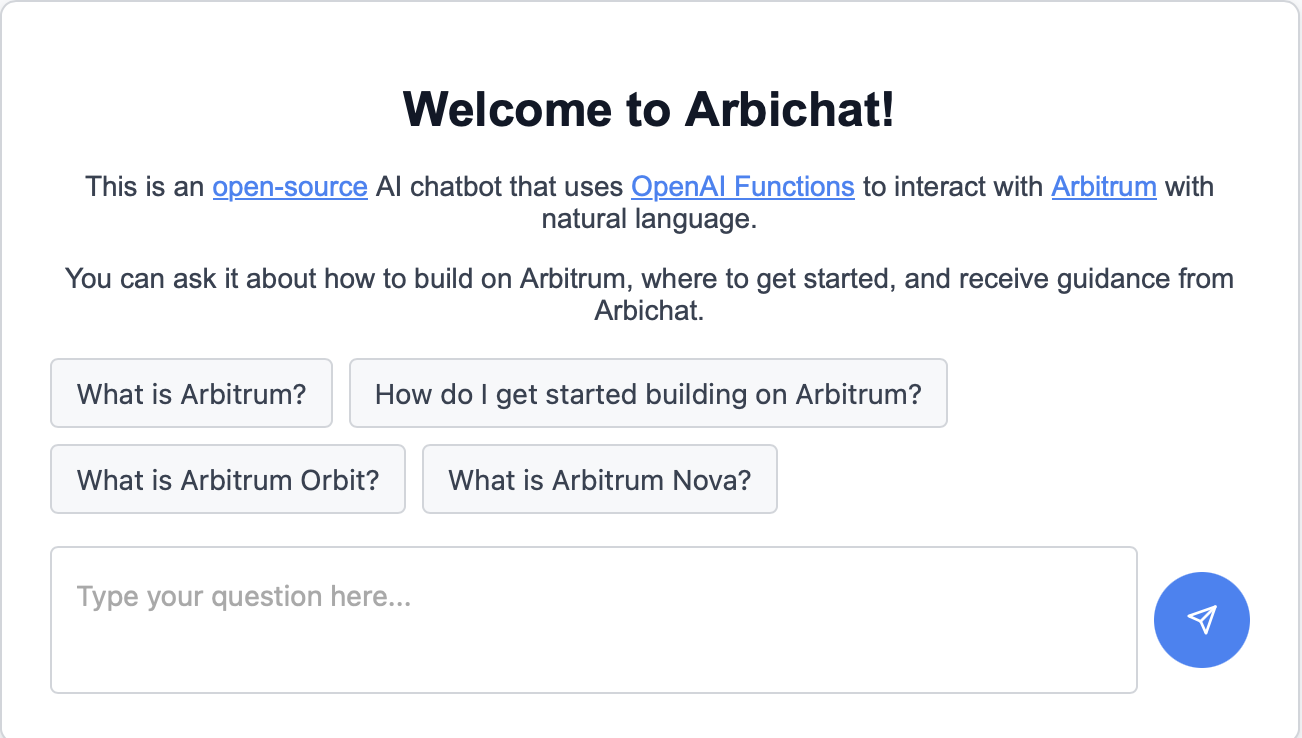 Welcome to Arbichat!
This is an open-source AI chatbot that uses OpenAI Functions to interact with Arbitrum with
natural language.
You can ask it about how to build on Arbitrum, where to get started, and receive guidance from
Arbichat.
What is Arbitrum? How do I get started building on Arbitrum?
What is Arbitrum Orbit? What is Arbitrum Nova?
Type your question here...